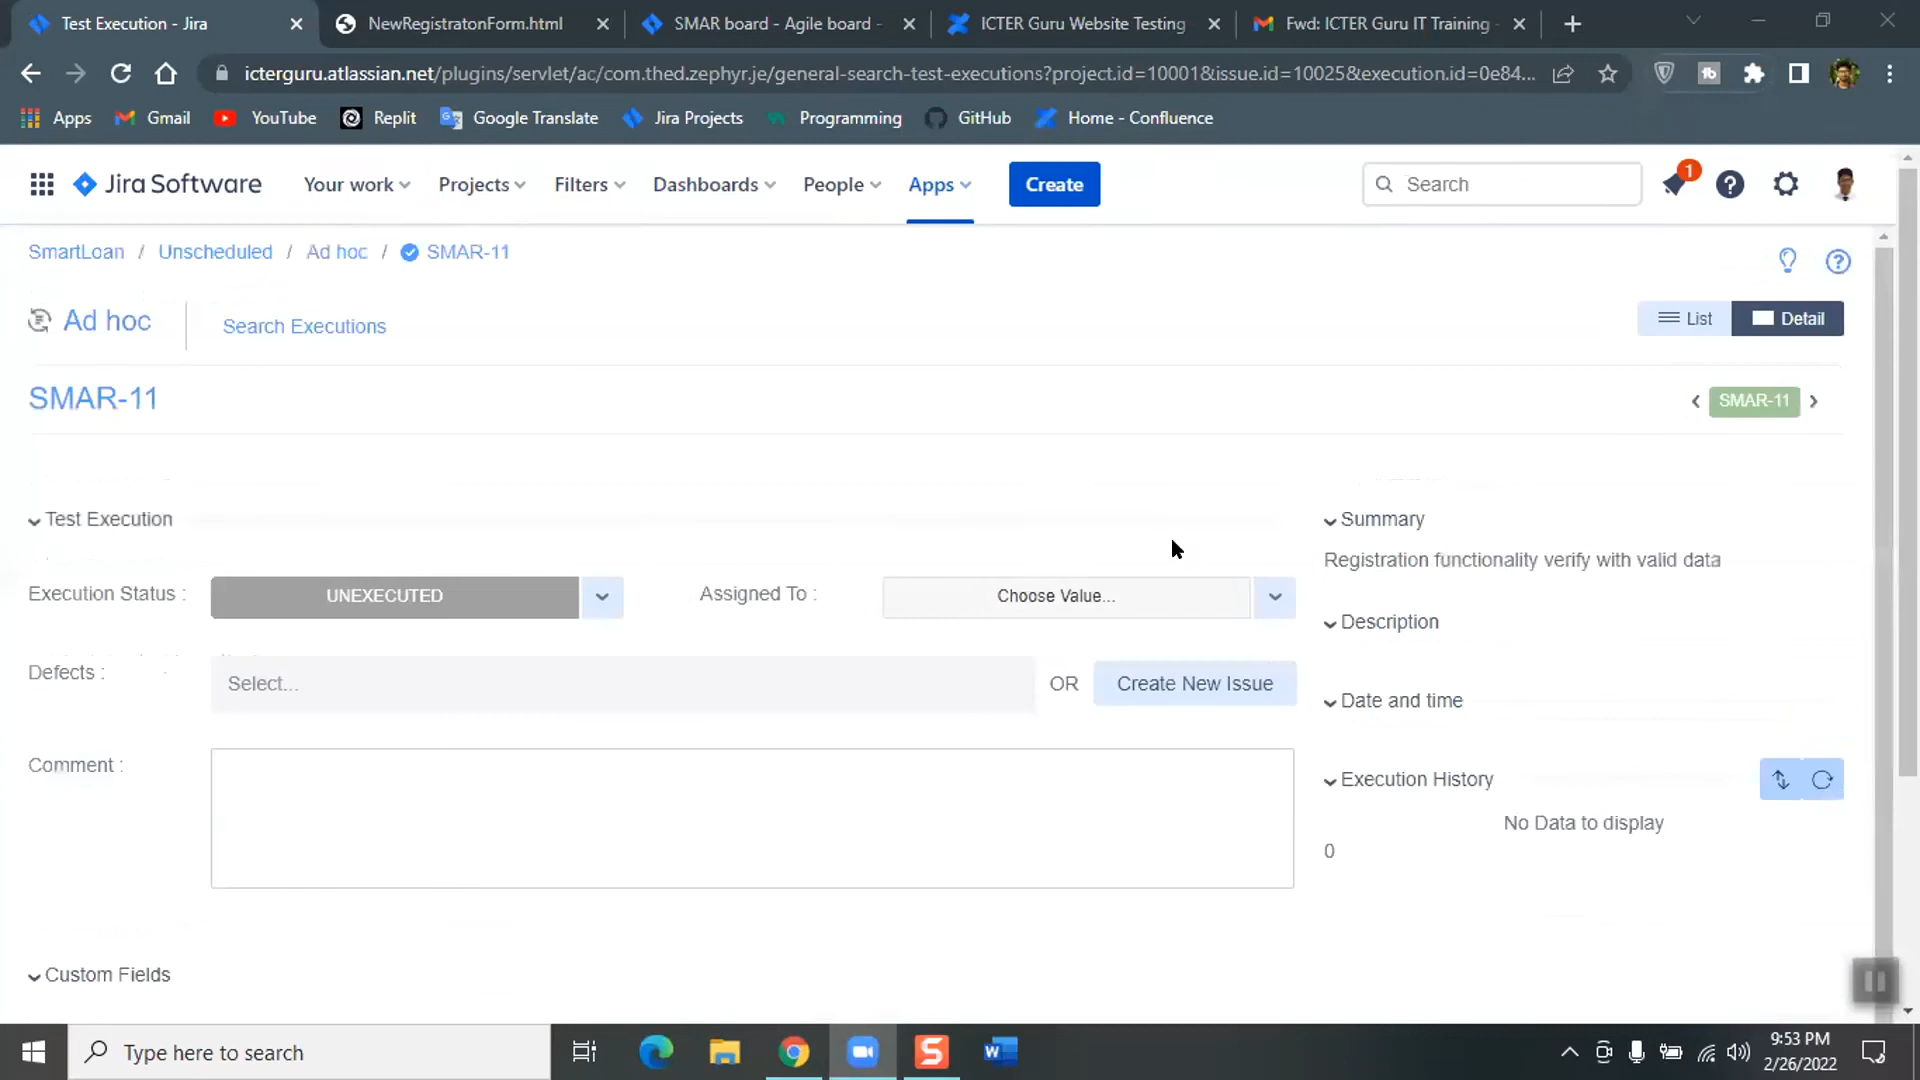 Test Execution - Jira
NewRegistratonForm.html
SMAR board - Agile board -
ICTER Guru Website Testing
Fwd: ICTER Guru IT Training -
icterguru.atlassian.net/plugins/servlet/ac/com.thed.zephyr.je/general-search-test-executions?project.id=10001&issue.id=10025&execution.id=0e84...
Apps
Gmail
YouTube
Replit
Google Translate
Jira Projects
Programming
GitHub
Home - Confluence
Jira Software
Your work
Projects
Filters
Dashboards
People
Apps
Create
Search
1
SmartLoan / Unscheduled / Ad hoc / SMAR-11
Ad hoc
Search Executions
List
Detail
SMAR-11
SMAR-11
Test Execution
Summary
Registration functionality verify with valid data
Execution Status :
UNEXECUTED
Assigned To :
Choose Value...
Description
Defects :
Select...
OR
Create New Issue
Date and time
Comment :
Execution History
No Data to display
0
Custom Fields
Type here to search
9:53 PM
2/26/2022